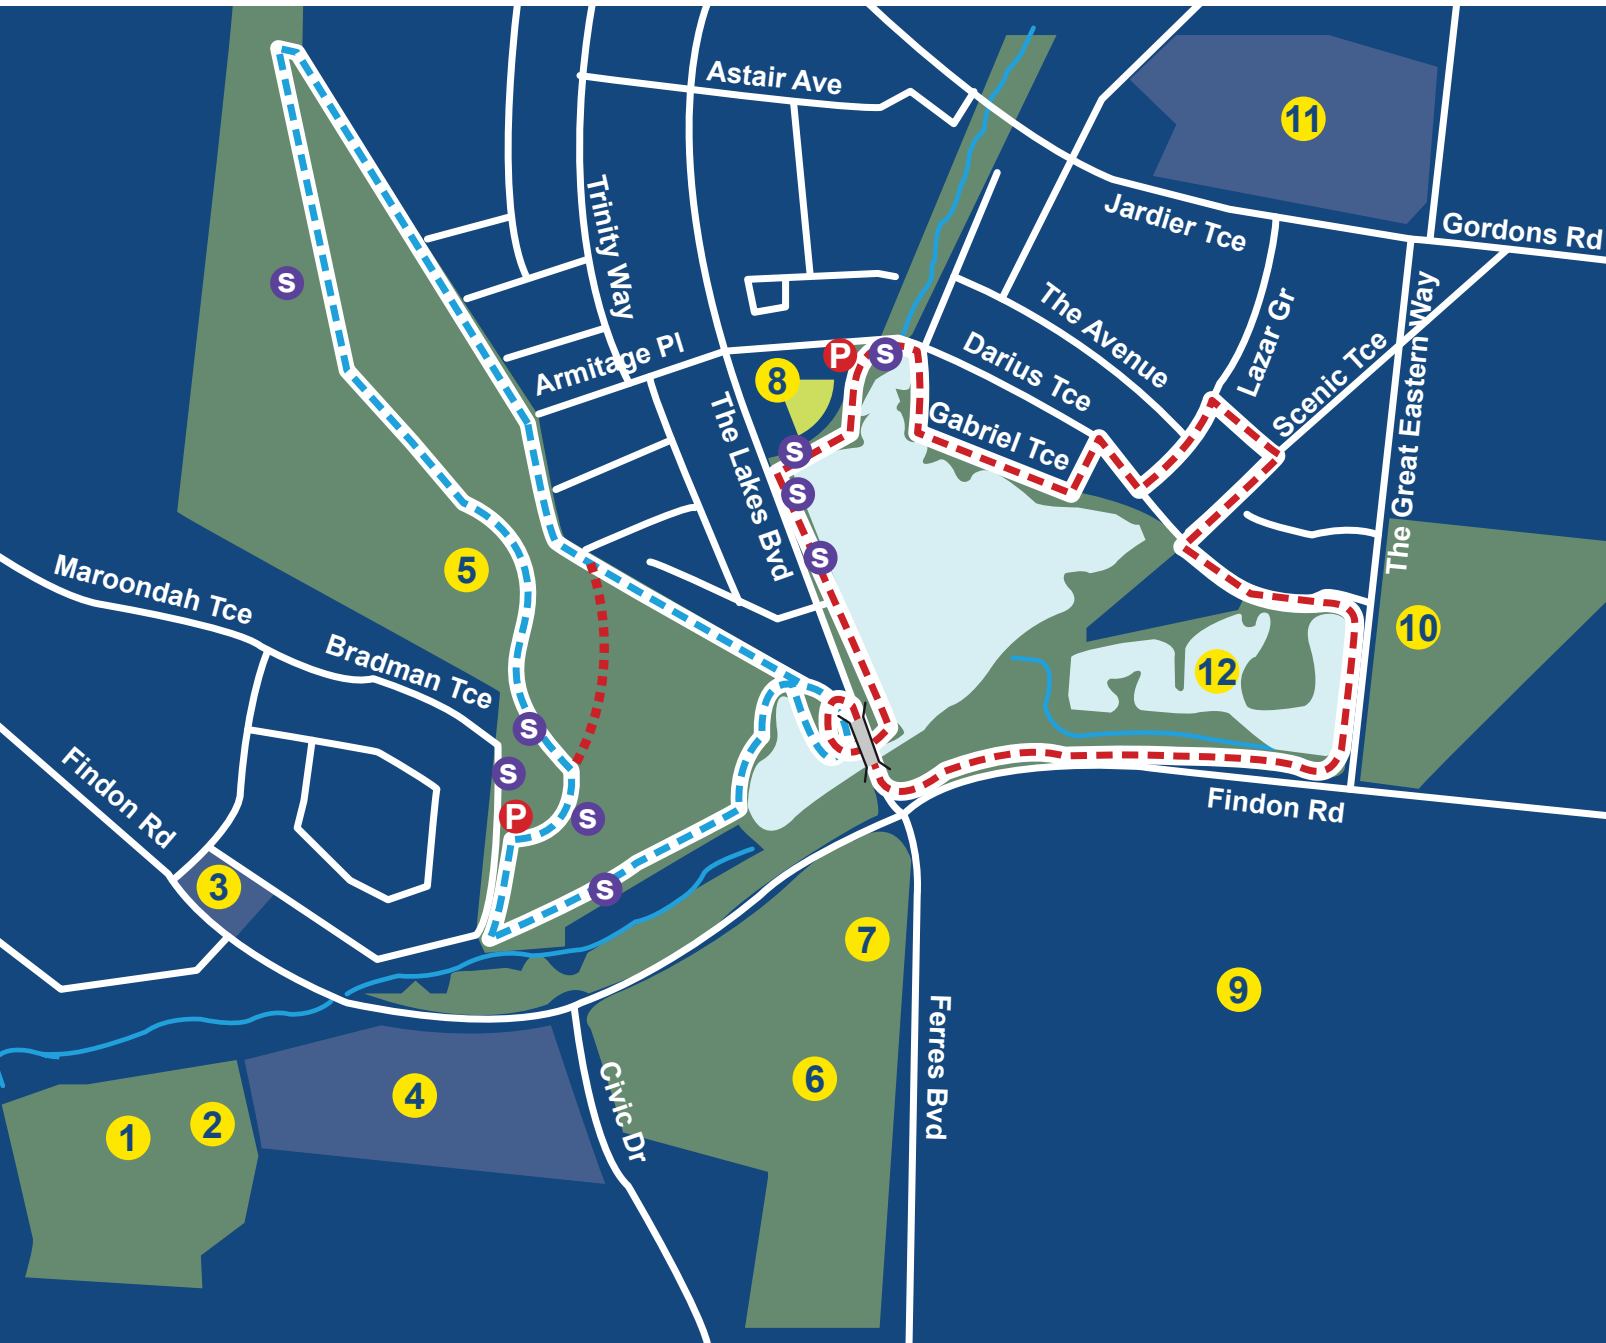 Astair Ave
11
Trinity Way
Jardier Tce
Gordons Rd
S
The Avenue
Lazar Gr
The Great Eastern Way
Armitage Pl
P
S
8
Darius Tce
Scenic Tce
The Lakes Bvd
Gabriel Tce
S
S
S
Maroondah Tce
5
10
Bradman Tce
12
S
S
Findon Rd
P
S
Findon Rd
3
S
7
9
Ferres Bvd
4
Civic Dr
6
1
2